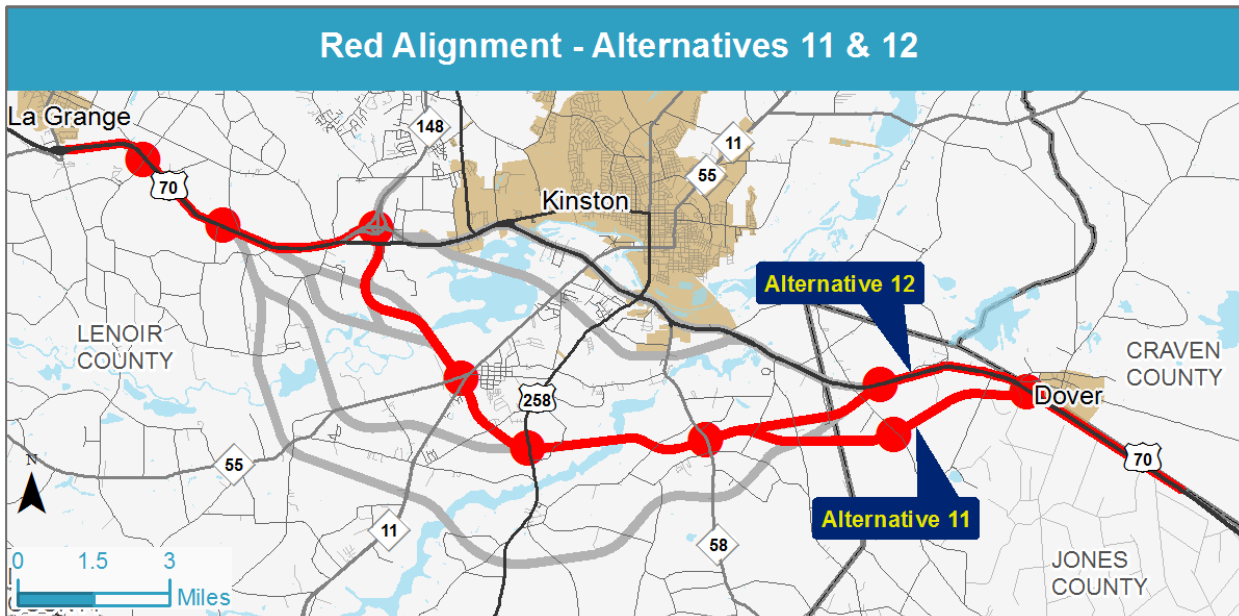 Red Alignment - Alternatives 11 & 12
La Grange
148
11
55
70
Kinston
Alternative 12
LENOIR
COUNTY
CRAVEN
COUNTY
258
Dover
N
55
70
Alternative 11
11
58
0 1.5 3
Miles
JONES
COUNTY